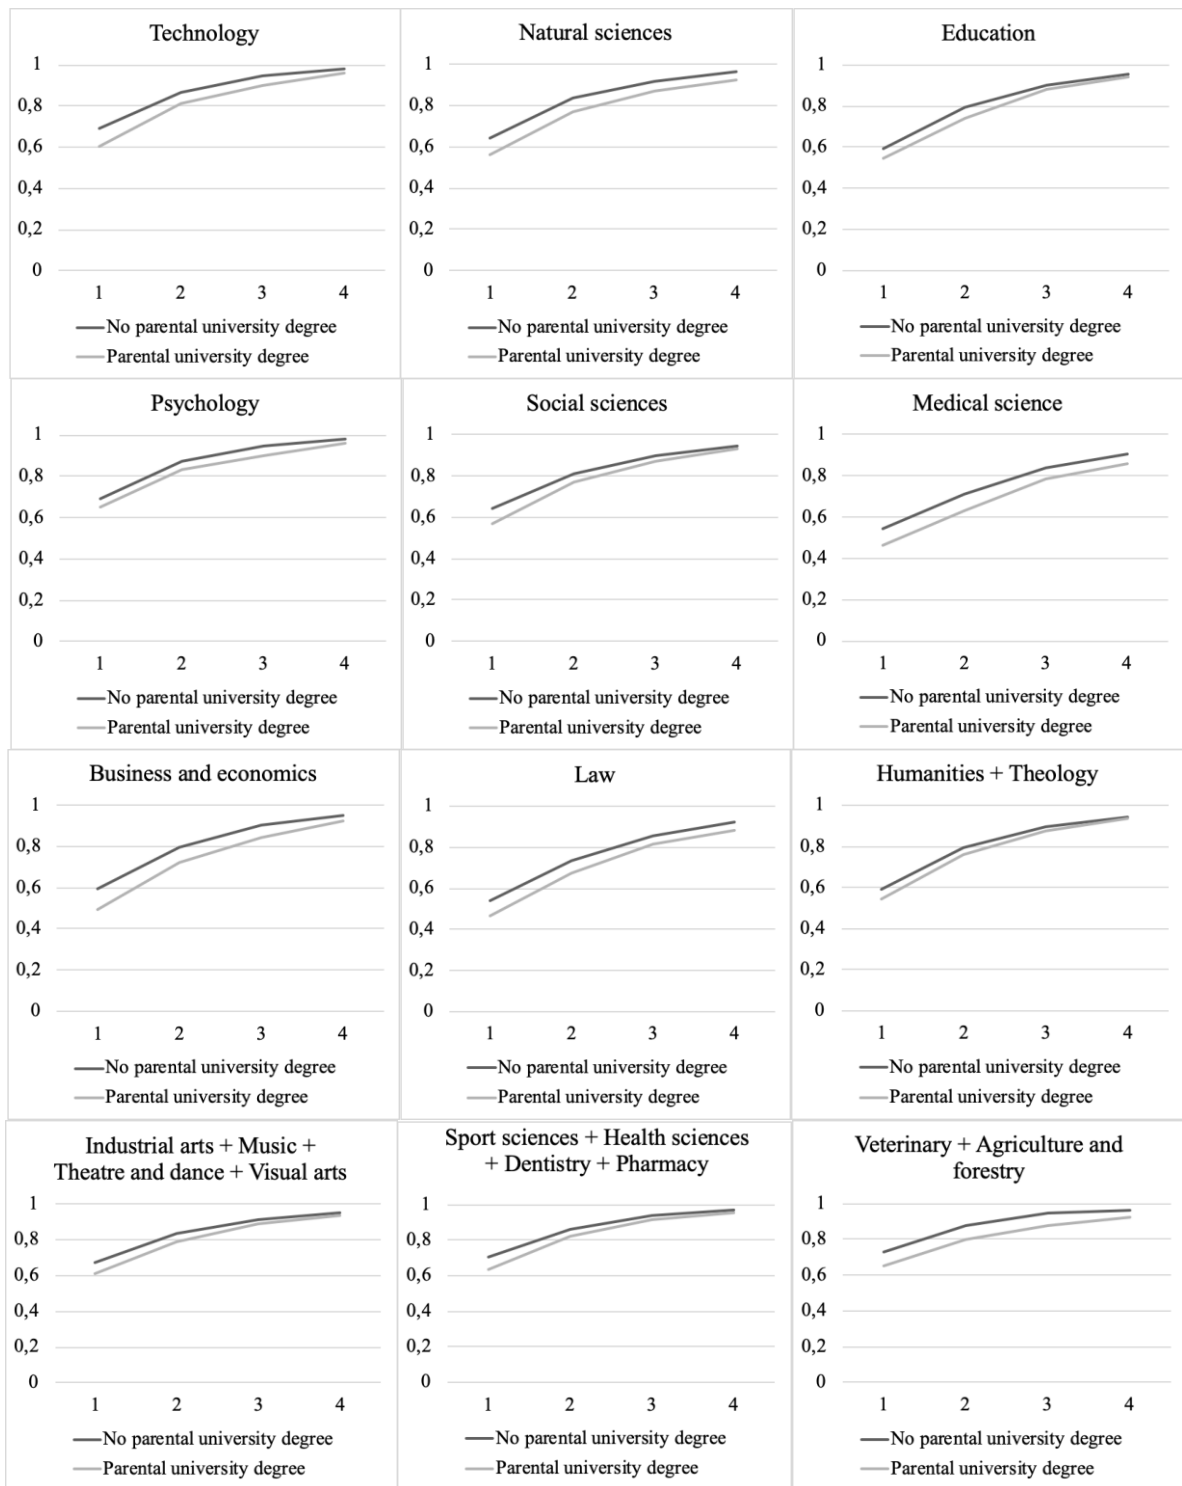 Technology
1
0,8
0,6
0,4
0,2
0
1 2 3 4
No parental university degree
Parental university degree
Natural sciences
1
0,8
0,6
0,4
0,2
0
1 2 3 4
No parental university degree
Parental university degree
Education
1
0,8
0,6
0,4
0,2
0
1 2 3 4
No parental university degree
Parental university degree
Psychology
1
0,8
0,6
0,4
0,2
0
1 2 3 4
No parental university degree
Parental university degree
Social sciences
1
0,8
0,6
0,4
0,2
0
1 2 3 4
No parental university degree
Parental university degree
Medical science
1
0,8
0,6
0,4
0,2
0
1 2 3 4
No parental university degree
Parental university degree
Business and economics
1
0,8
0,6
0,4
0,2
0
1 2 3 4
No parental university degree
Parental university degree
Law
1
0,8
0,6
0,4
0,2
0
1 2 3 4
No parental university degree
Parental university degree
Humanities + Theology
1
0,8
0,6
0,4
0,2
0
1 2 3 4
No parental university degree
Parental university degree
Industrial arts + Music +
Theatre and dance + Visual arts
1
0,8
0,6
0,4
0,2
0
1 2 3 4
No parental university degree
Parental university degree
Sport sciences + Health sciences
+ Dentistry + Pharmacy
1
0,8
0,6
0,4
0,2
0
1 2 3 4
No parental university degree
Parental university degree
Veterinary + Agriculture and
forestry
1
0,8
0,6
0,4
0,2
0
1 2 3 4
No parental university degree
Parental university degree